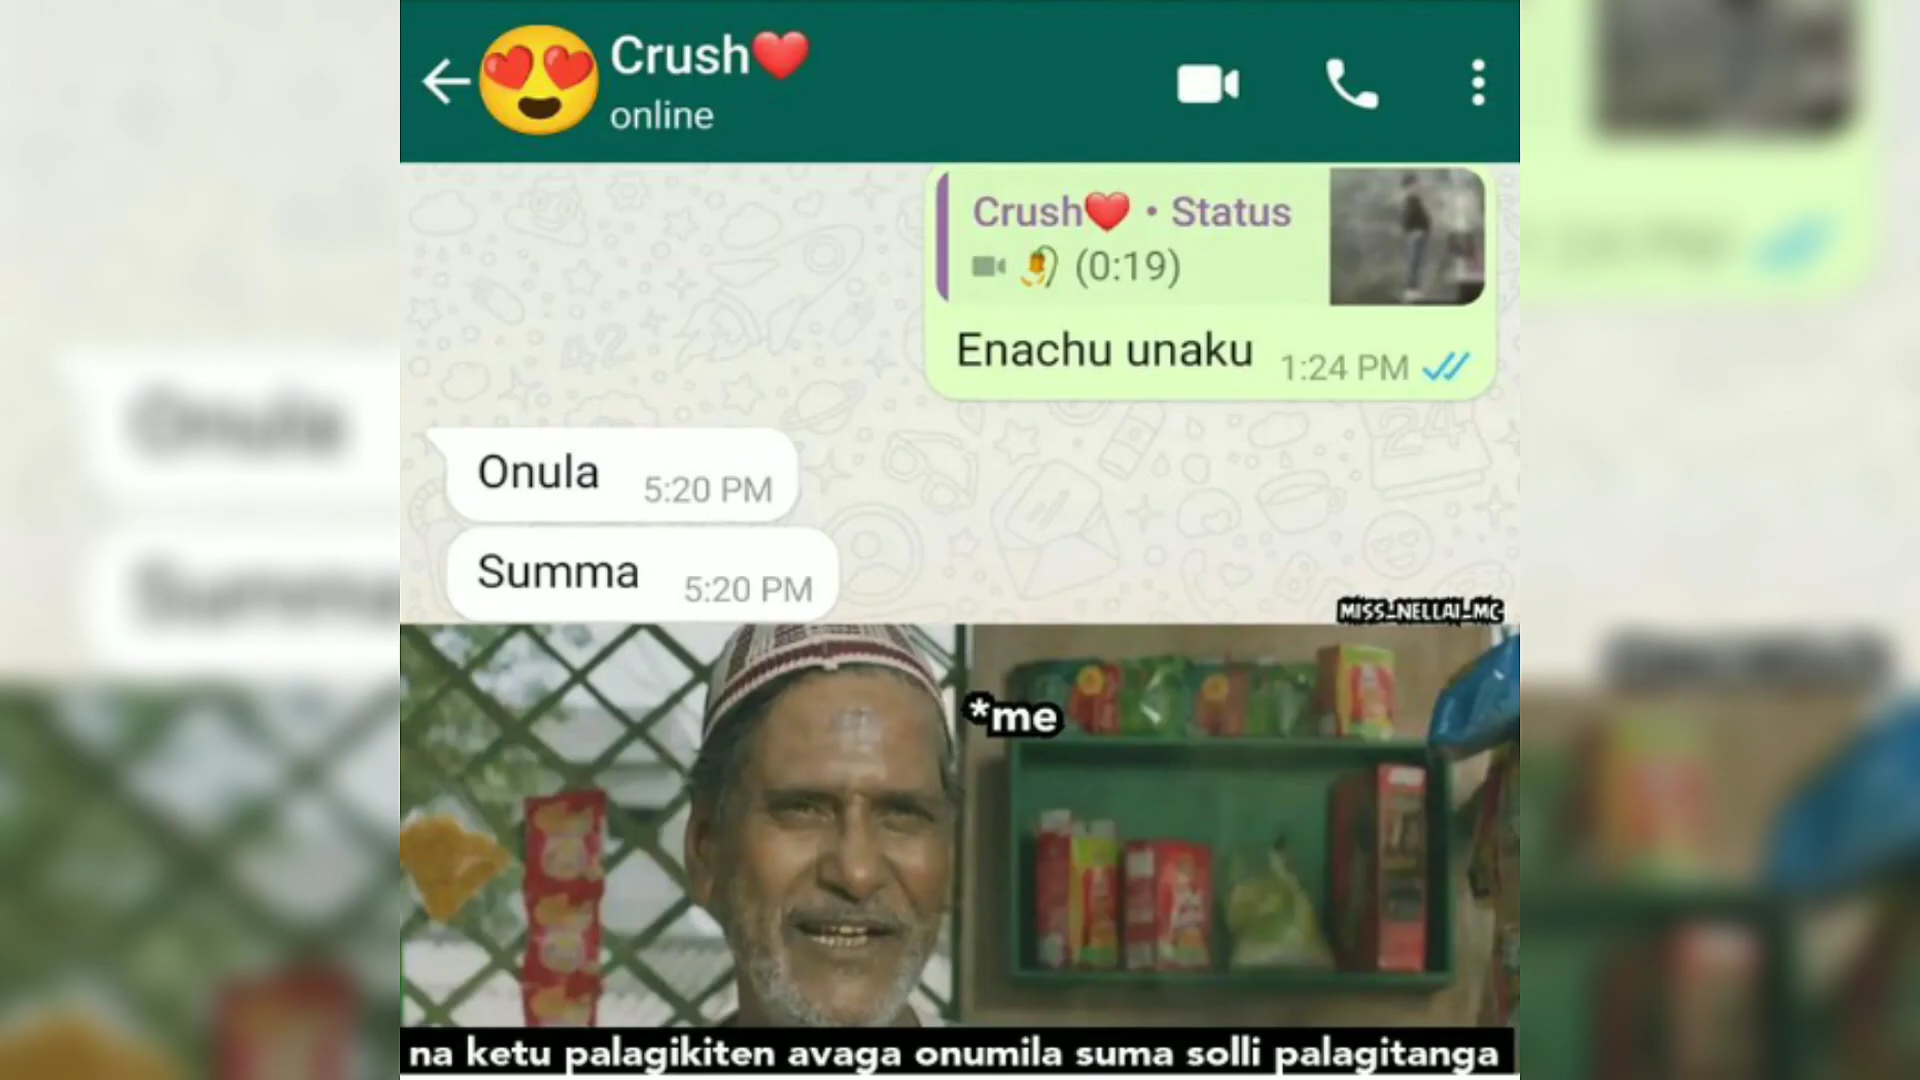 Crush❤️
online
Crush❤️ • Status
(0:19)
Enachu unaku 1:24 PM
Onula 5:20 PM
Summa 5:20 PM
MISS_NELLAI_MC
*me
na ketu palagikiten avaga onumila suma solli palagitanga